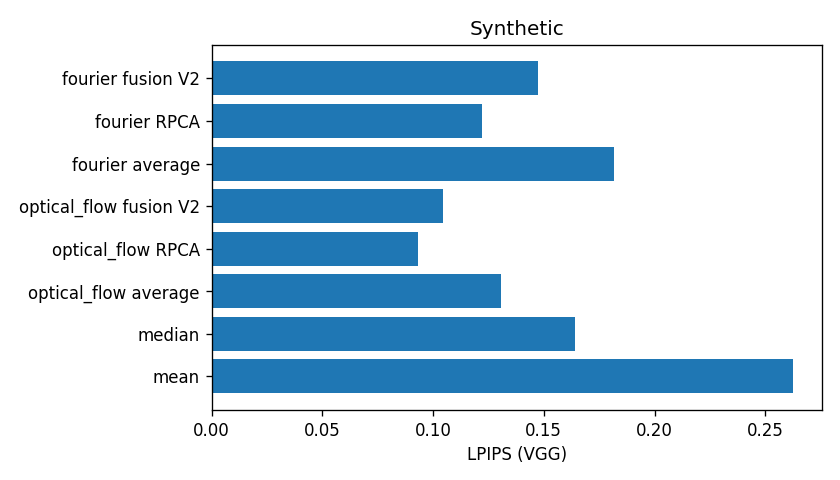 Synthetic
fourier fusion V2
fourier RPCA
fourier average
optical_flow fusion V2
optical_flow RPCA
optical_flow average
median
mean
0.00 0.05 0.10 0.15 0.20 0.25
LPIPS (VGG)